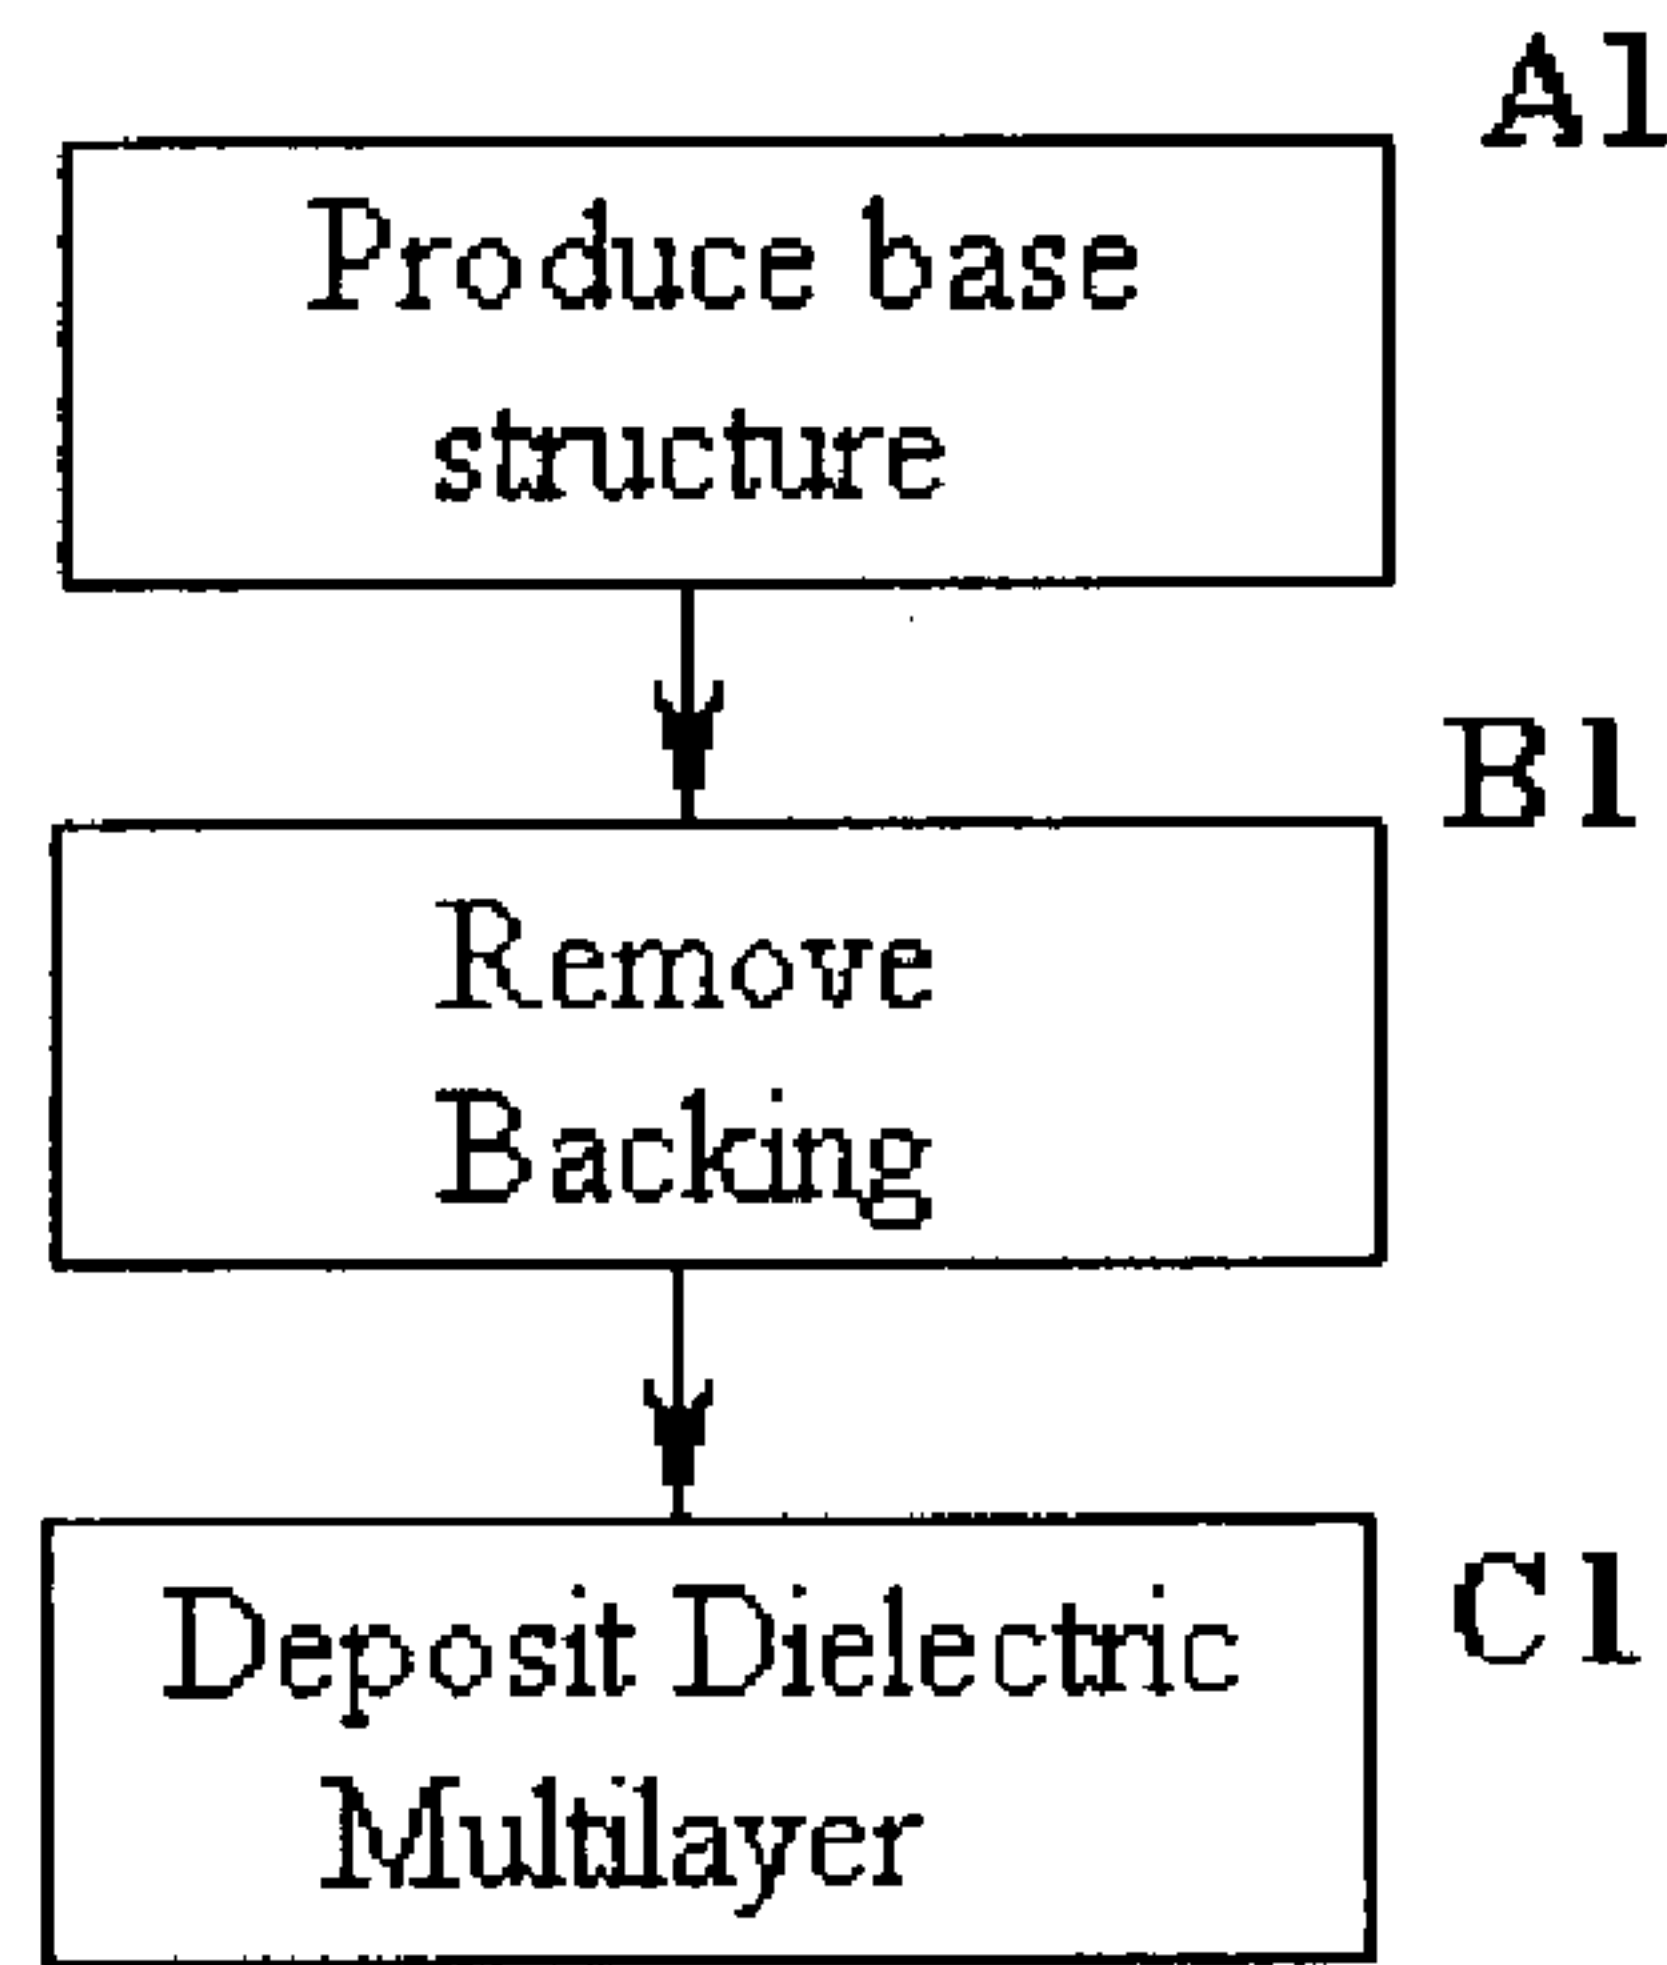 A1
Produce base
structure
B1
Remove
Backing
C1
Deposit Dielectric
Multilayer